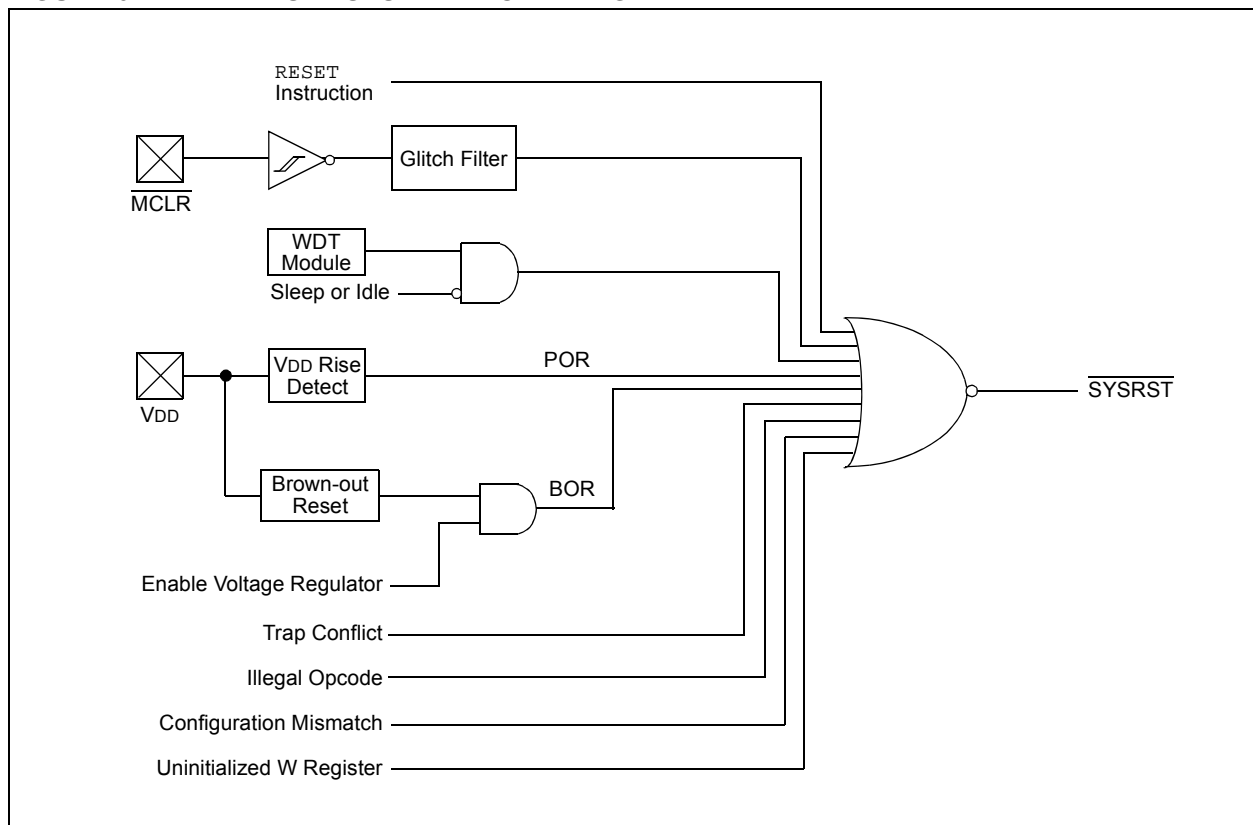 RESET
Instruction
MCLR
Glitch Filter
WDT
Module
Sleep or Idle
VDD
VDD Rise
Detect
POR
SYSRST
Brown-out
Reset
BOR
Enable Voltage Regulator
Trap Conflict
Illegal Opcode
Configuration Mismatch
Uninitialized W Register